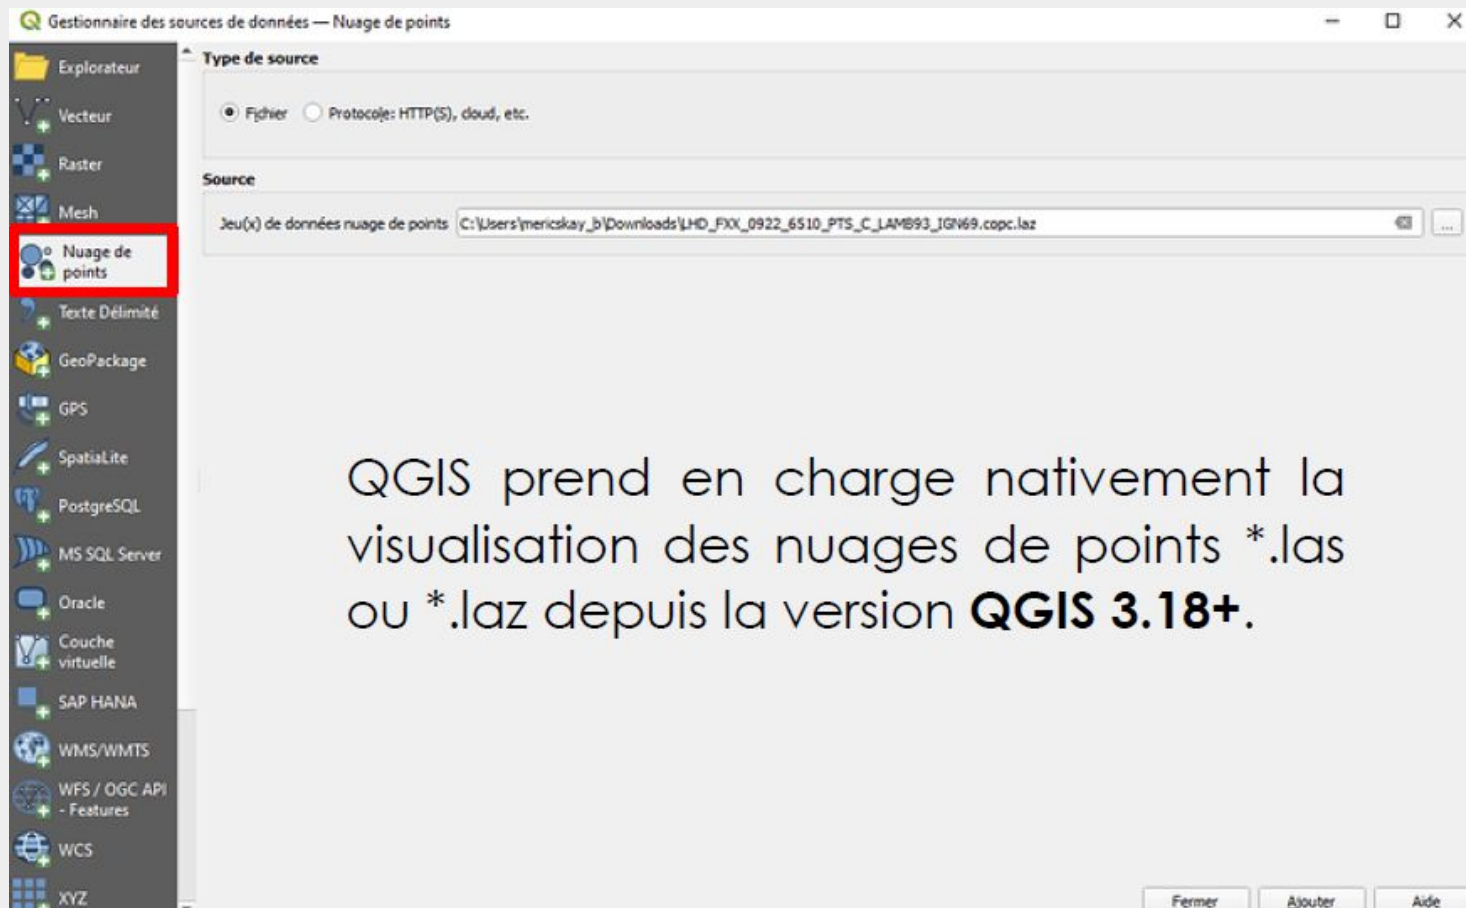 Gestionnaire des sources de données — Nuage de points
Explorateur
Vecteur
Raster
Mesh
Nuage de
points
Texte Délimité
GeoPackage
GPS
SpatiaLite
PostgreSQL
MS SQL Server
Oracle
Couche
virtuelle
SAP HANA
WMS/WMTS
WFS / OGC API
- Features
WCS
XYZ
Type de source
Fichier
Protocole: HTTP(S), cloud, etc.
Source
Jeu(x) de données nuage de points
C:\Users\mericskay_b\Downloads\LHD_FXX_0922_6510_PTS_C_LAMB93_IGN69.copc.laz
...
QGIS prend en charge nativement la
visualisation des nuages de points *.las
ou *.laz depuis la version QGIS 3.18+.
Fermer
Ajouter
Aide